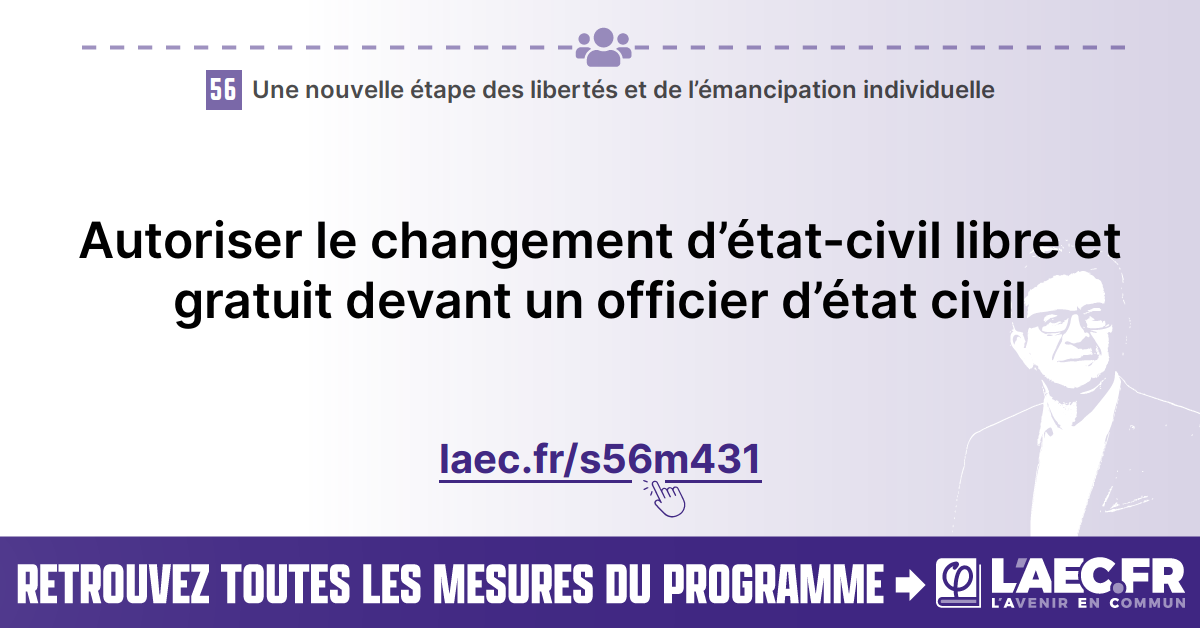 56 Une nouvelle étape des libertés et de l’émancipation individuelle
Autoriser le changement d’état-civil libre et
gratuit devant un officier d’état civil
laec.fr/s56m431
RETROUVEZ TOUTES LES MESURES DU PROGRAMME
L'AEC.FR
L'AVENIR EN COMMUN